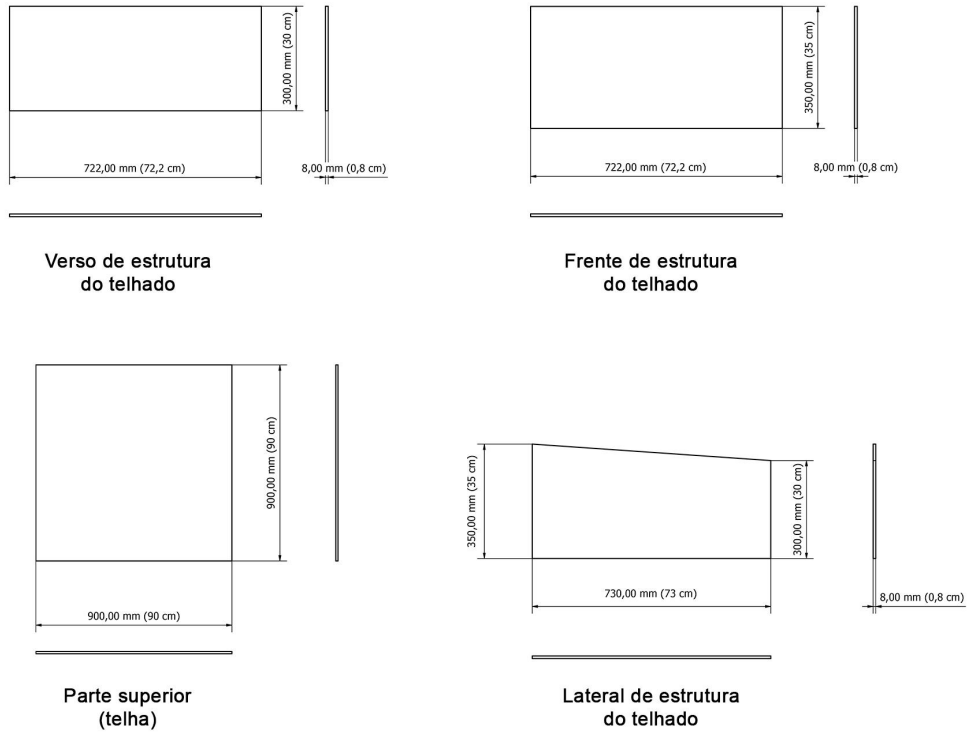 300,00 mm (30 cm)
722,00 mm (72,2 cm)
8,00 mm (0,8 cm)
Verso de estrutura
do telhado
350,00 mm (35 cm)
722,00 mm (72,2 cm)
8,00 mm (0,8 cm)
Frente de estrutura
do telhado
900,00 mm (90 cm)
900,00 mm (90 cm)
Parte superior
(telha)
350,00 mm (35 cm)
300,00 mm (30 cm)
730,00 mm (73 cm)
8,00 mm (0,8 cm)
Lateral de estrutura
do telhado